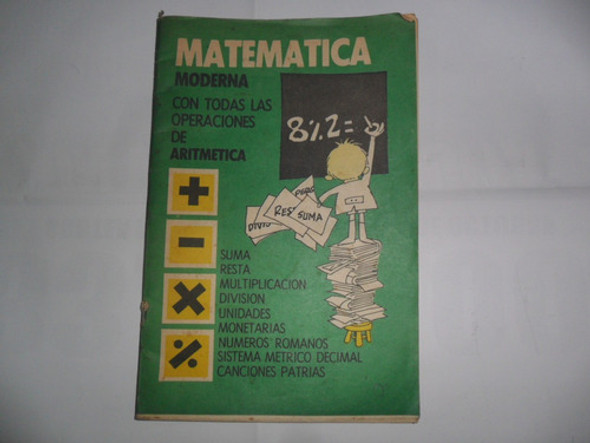 MATEMATICA
MODERNA
CON TODAS LAS
OPERACIONES
DE
ARITMETICA
8%2=
SUMA
+
-
×
%
SUMA
RESTA
MULTIPLICACION
DIVISION
UNIDADES
MONETARIAS
NUMEROS ROMANOS
SISTEMA METRICO DECIMAL
CANCIONES PATRIAS